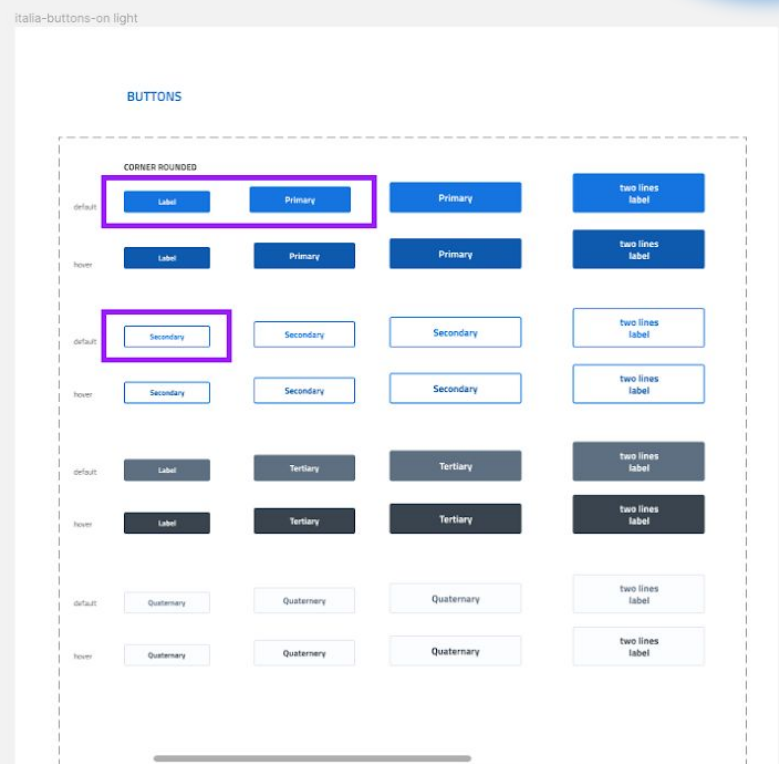 italia-buttons-on light
BUTTONS
CORNER ROUNDED
default
Label
Primary
Primary
two lines
label
hover
Label
Primary
Primary
two lines
label
default
Secondary
Secondary
Secondary
two lines
label
hover
Secondary
Secondary
Secondary
two lines
label
default
Label
Tertiary
Tertiary
two lines
label
hover
Label
Tertiary
Tertiary
two lines
label
default
Quaternary
Quaternery
Quaternary
two lines
label
hover
Quaternary
Quaternery
Quaternary
two lines
label